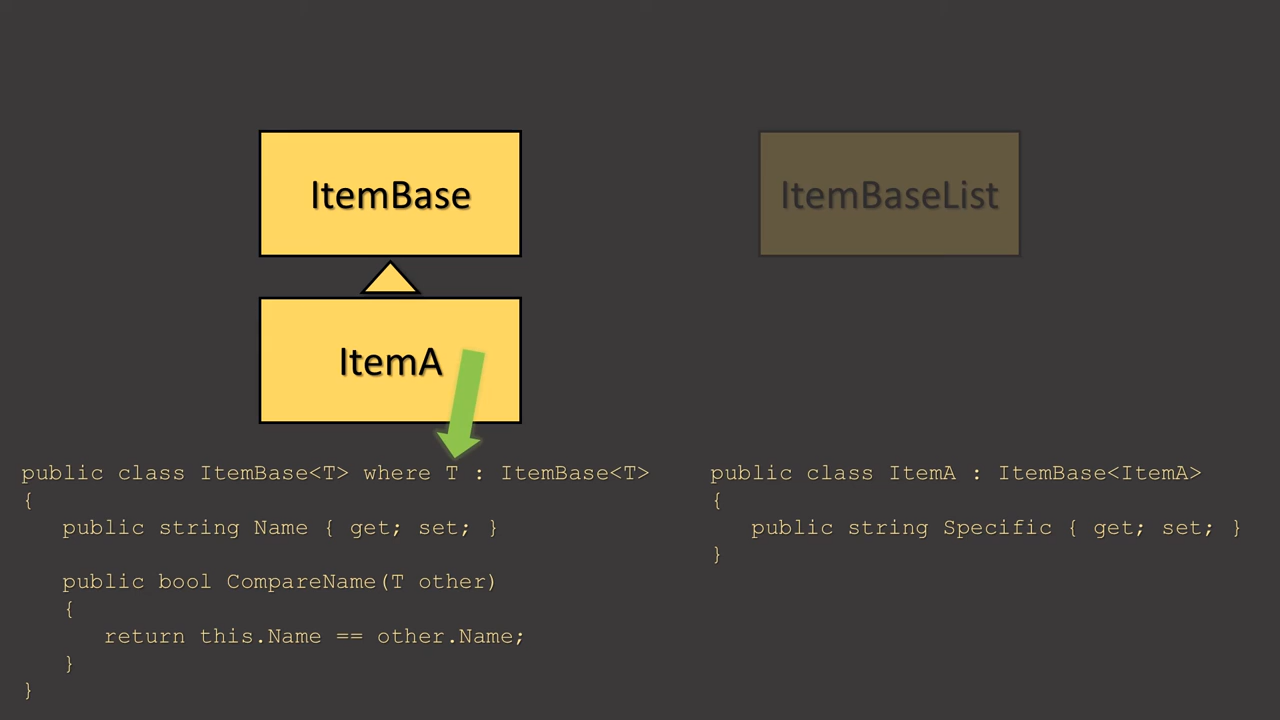 ItemBase
ItemBaseList
ItemA
public class ItemBase<T> where T : ItemBase<T>
{
   public string Name { get; set; }

   public bool CompareName(T other)
   {
      return this.Name == other.Name;
   }
}
public class ItemA : ItemBase<ItemA>
{
   public string Specific { get; set; }
}